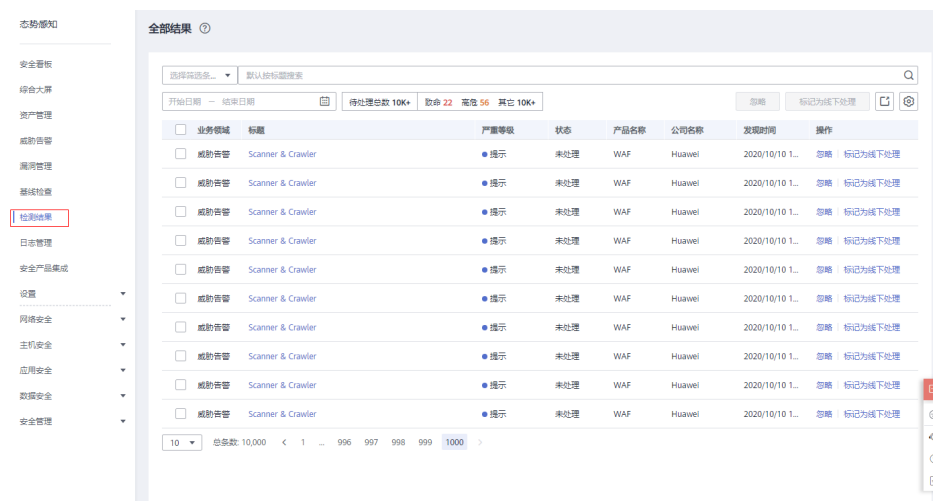 态势感知
安全看板
综合大屏
资产管理
威胁告警
漏洞管理
基线检查
检测结果
日志管理
安全产品集成
设置
网络安全
主机安全
应用安全
数据安全
安全管理
全部结果
选择筛选条... 默认按标题搜索
开始日期 – 结束日期 待处理总数 10K+ 致命 22 高危 56 其它 10K+ 忽略 标记为线下处理
业务领域 标题 严重等级 状态 产品名称 公司名称 发现时间 操作
威胁告警 Scanner & Crawler 提示 未处理 WAF Huawei 2020/10/10 1... 忽略 标记为线下处理
威胁告警 Scanner & Crawler 提示 未处理 WAF Huawei 2020/10/10 1... 忽略 标记为线下处理
威胁告警 Scanner & Crawler 提示 未处理 WAF Huawei 2020/10/10 1... 忽略 标记为线下处理
威胁告警 Scanner & Crawler 提示 未处理 WAF Huawei 2020/10/10 1... 忽略 标记为线下处理
威胁告警 Scanner & Crawler 提示 未处理 WAF Huawei 2020/10/10 1... 忽略 标记为线下处理
威胁告警 Scanner & Crawler 提示 未处理 WAF Huawei 2020/10/10 1... 忽略 标记为线下处理
威胁告警 Scanner & Crawler 提示 未处理 WAF Huawei 2020/10/10 1... 忽略 标记为线下处理
威胁告警 Scanner & Crawler 提示 未处理 WAF Huawei 2020/10/10 1... 忽略 标记为线下处理
威胁告警 Scanner & Crawler 提示 未处理 WAF Huawei 2020/10/10 1... 忽略 标记为线下处理
威胁告警 Scanner & Crawler 提示 未处理 WAF Huawei 2020/10/10 1... 忽略 标记为线下处理
10 总条数: 10,000 < 1 ... 996 997 998 999 1000 >